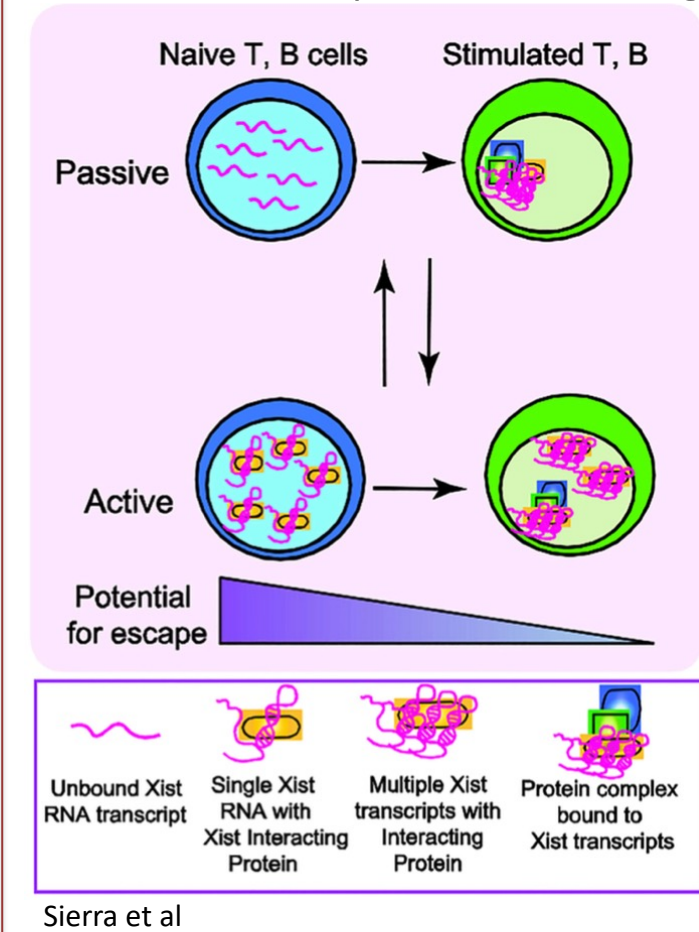 Naive T, B cells
Stimulated T, B
Passive
Active
Potential
for escape
Unbound Xist
RNA transcript
Single Xist
RNA with
Xist Interacting
Protein
Multiple Xist
transcripts with
Interacting
Protein
Protein complex
bound to
Xist transcripts
Sierra et al